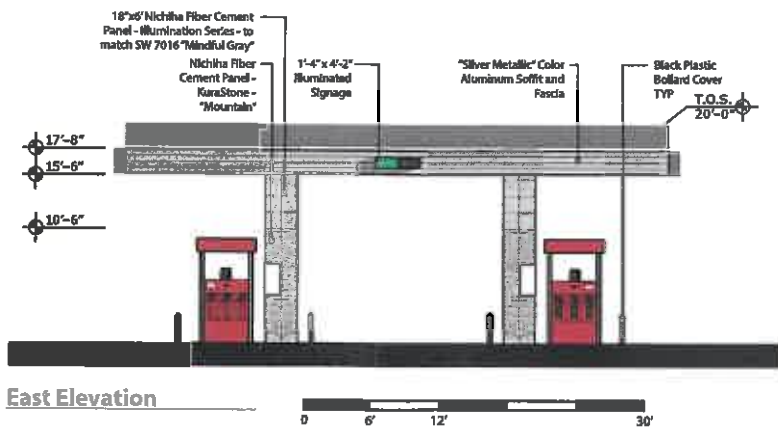 18"x6' Nichiha Fiber Cement
Panel - Illumination Series - to
match SW 7016 "Mindful Gray"
Nichiha Fiber
Cement Panel -
KuraStone -
"Mountain"
1'-4" x 4'-2"
Illuminated
Signage
"Silver Metallic" Color
Aluminum Soffit and
Fascia
Black Plastic
Bollard Cover
TYP
T.O.S.
20'-0"
17'-8"
15'-6"
10'-6"
East Elevation
0 6' 12' 30'